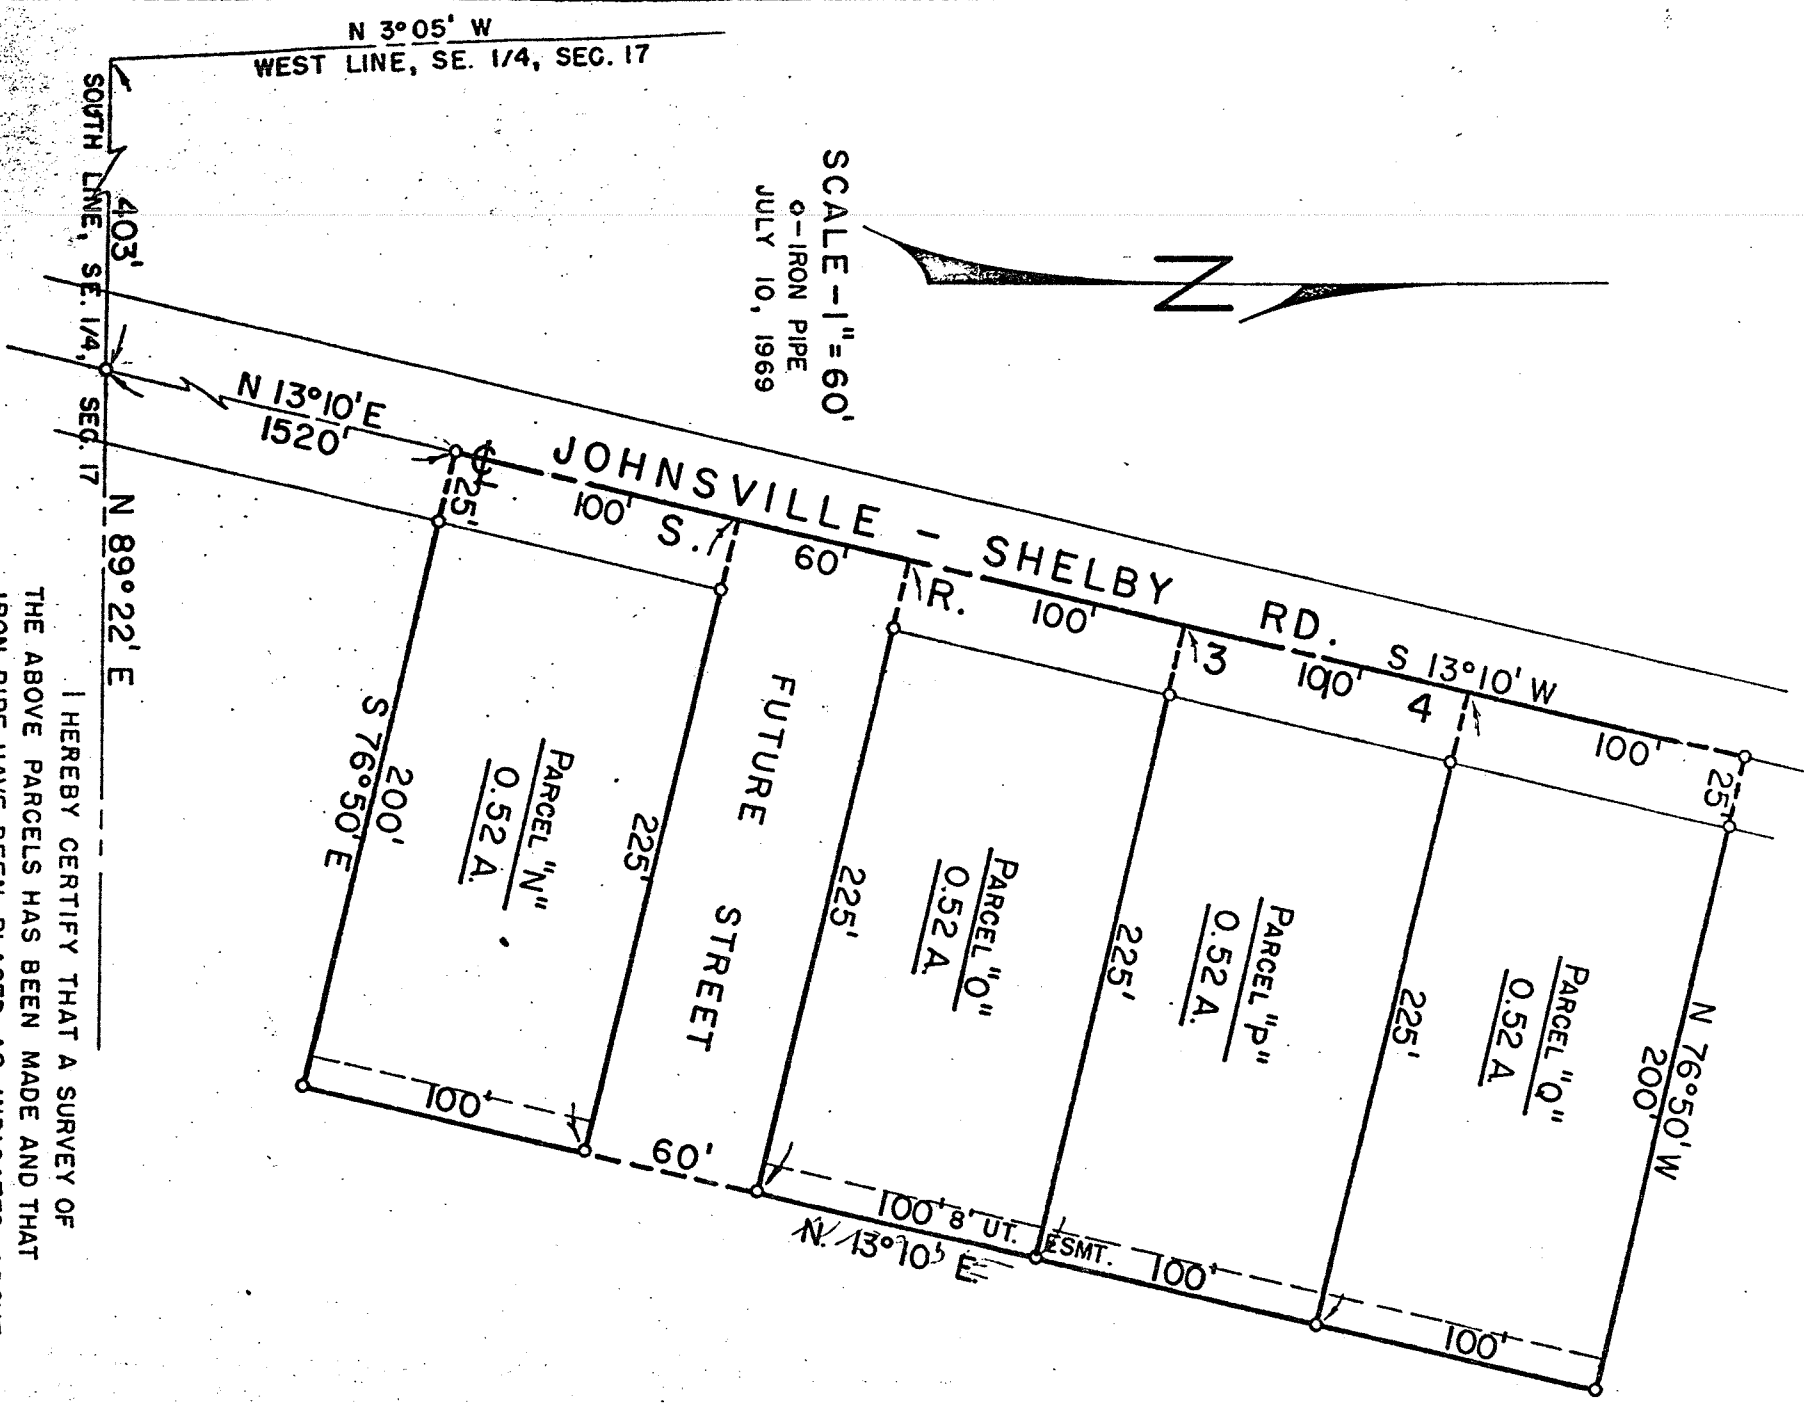 N 3°05' W
WEST LINE, SE. 1/4, SEC. 17
SOUTH LINE, SE. 1/4, SEC. 17
403'
N 89°22' E
SCALE-1"=60'
o-IRON PIPE
JULY 10, 1969
N
N 13°10' E
1520'
℄
25'
JOHNSVILLE - SHELBY RD.
100'
S.
60'
R.
100'
3
100'
S 13°10' W
4
100'
25'
S 76°50' E
200'
PARCEL "N"
0.52 A.
225'
FUTURE STREET
225'
PARCEL "O"
0.52 A.
225'
PARCEL "P"
0.52 A.
225'
PARCEL "Q"
0.52 A
N 76°50' W
200'
100'
60'
100'
8' UT. ESMT.
N. 13°10' E.
100'
100'
I HEREBY CERTIFY THAT A SURVEY OF
THE ABOVE PARCELS HAS BEEN MADE AND THAT